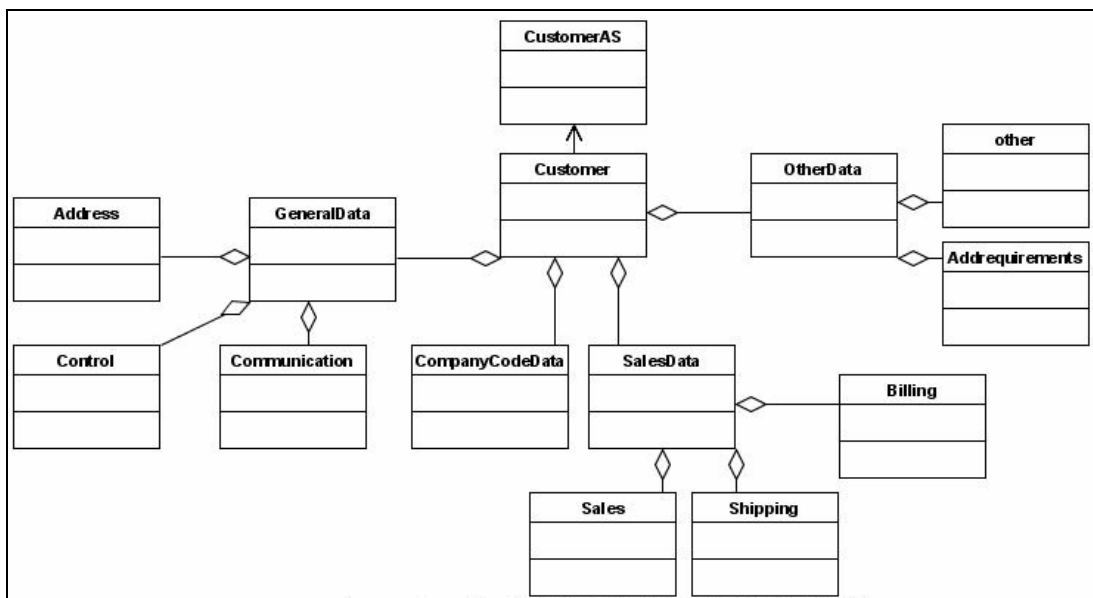 CustomerAS
Customer
OtherData
other
Address
GeneralData
Addrequirements
Control
Communication
CompanyCodeData
SalesData
Billing
Sales
Shipping